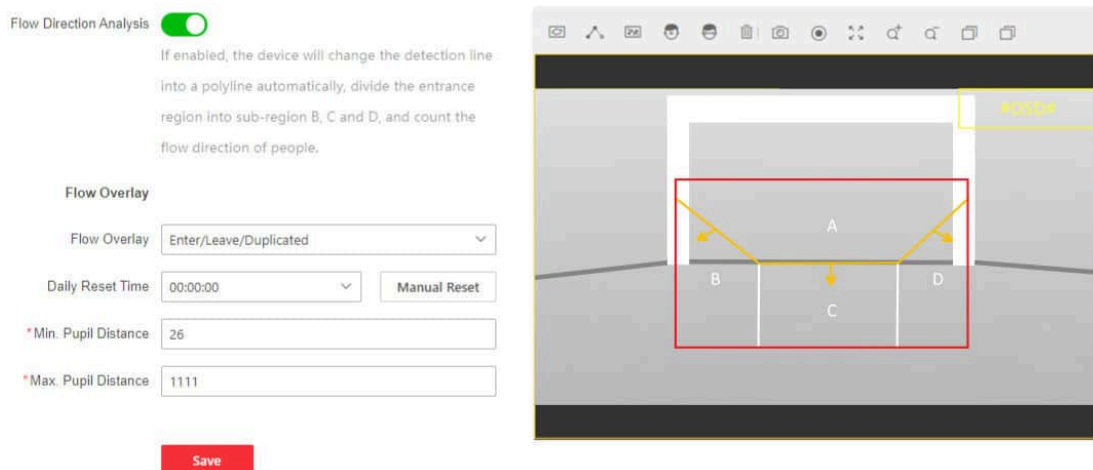 Flow Direction Analysis
If enabled, the device will change the detection line
into a polyline automatically, divide the entrance
region into sub-region B, C and D, and count the
flow direction of people.
Flow Overlay
Flow Overlay Enter/Leave/Duplicated
Daily Reset Time 00:00:00 Manual Reset
*Min. Pupil Distance 26
*Max. Pupil Distance 1111
Save
#OSD#
A
B
D
C